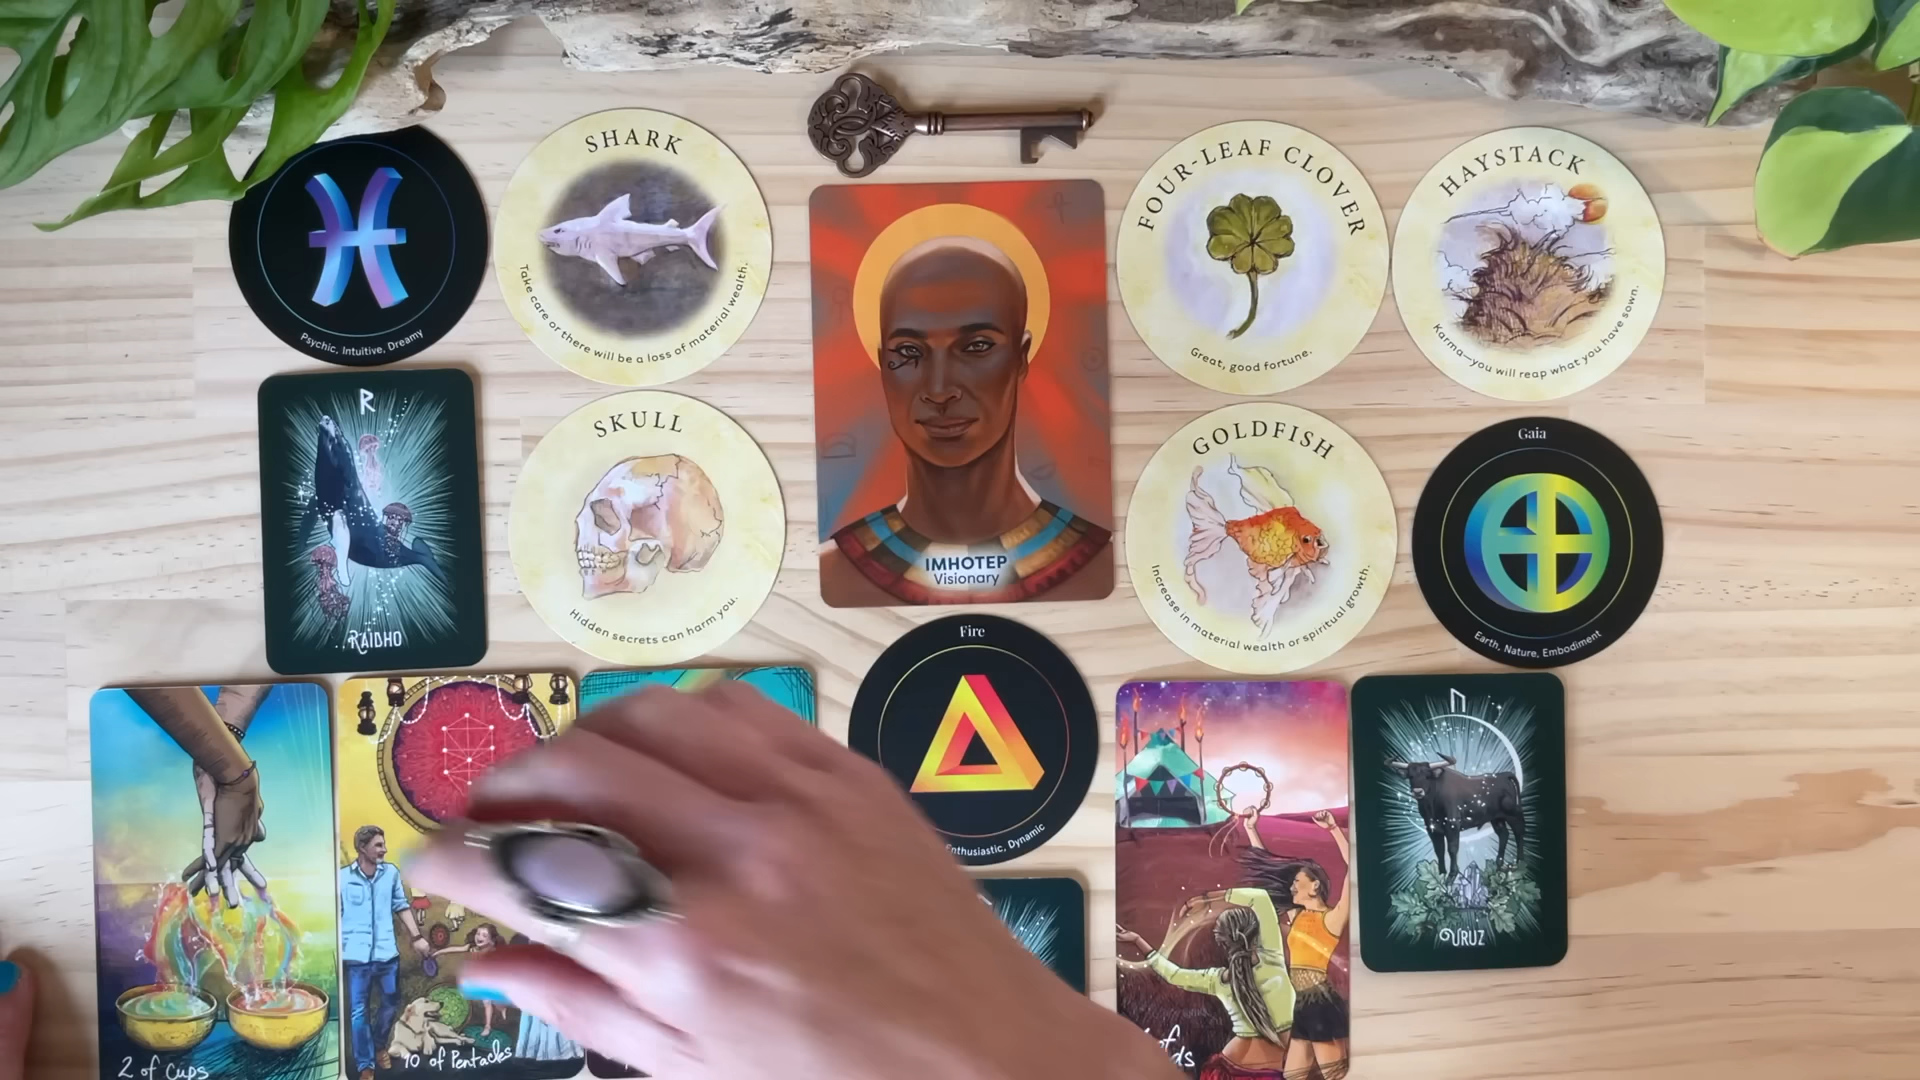 Psychic, Intuitive, Dreamy
SHARK
Take care or there will be a loss of material wealth.
FOUR-LEAF CLOVER
Great, good fortune.
HAYSTACK
Karma—you will reap what you have sown.
RAIDHO
SKULL
Hidden secrets can harm you.
IMHOTEP
Visionary
GOLDFISH
Increase in material wealth or spiritual growth.
Gaia
Earth, Nature, Embodiment
Fire
Enthusiastic, Dynamic
URUZ
2 of Cups
10 of Pentacles
of